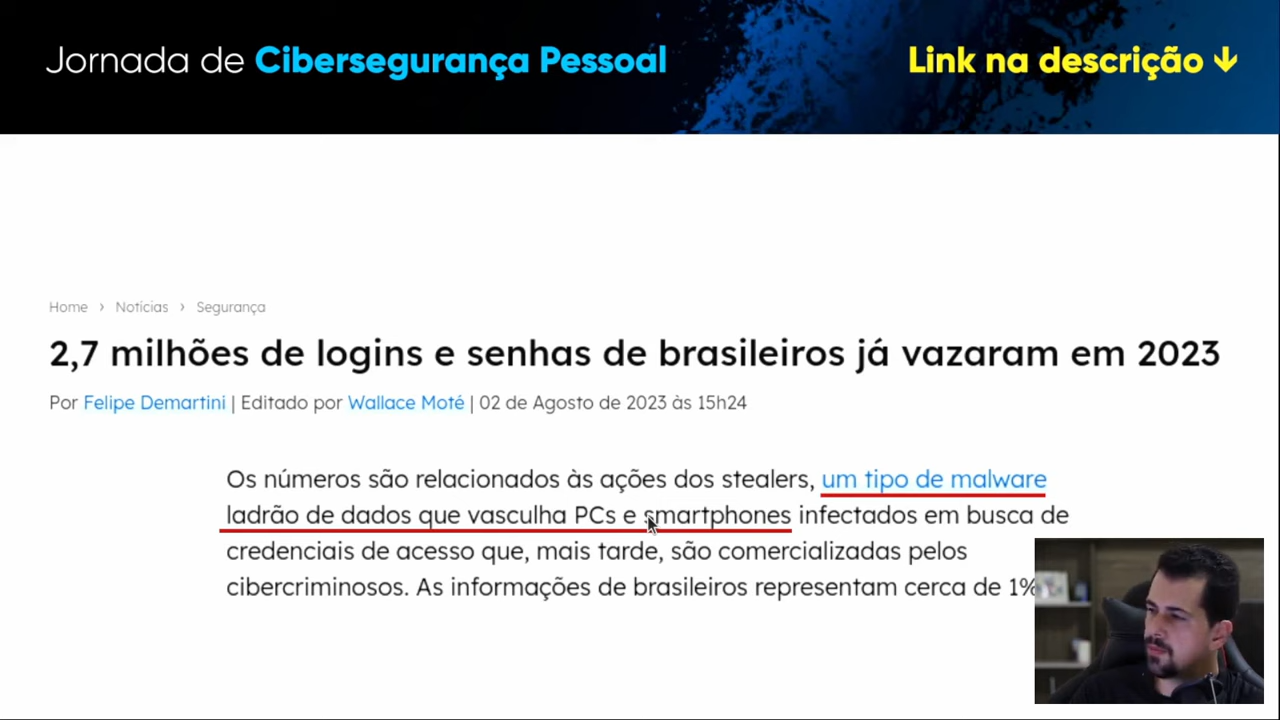 Jornada de Cibersegurança Pessoal
Link na descrição ↓
Home › Notícias › Segurança
2,7 milhões de logins e senhas de brasileiros já vazaram em 2023
Por Felipe Demartini | Editado por Wallace Moté | 02 de Agosto de 2023 às 15h24
Os números são relacionados às ações dos stealers, um tipo de malware
ladrão de dados que vasculha PCs e smartphones infectados em busca de
credenciais de acesso que, mais tarde, são comercializadas pelos
cibercriminosos. As informações de brasileiros representam cerca de 1%